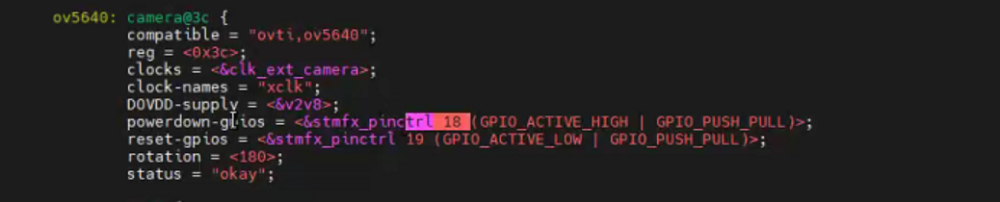 ov5640: camera@3c {
compatible = "ovti,ov5640";
reg = <0x3c>;
clocks = <&clk_ext_camera>;
clock-names = "xclk";
DOVDD-supply = <&v2v8>;
powerdown-gpios = <&stmfx_pinctrl 18 (GPIO_ACTIVE_HIGH | GPIO_PUSH_PULL)>;
reset-gpios = <&stmfx_pinctrl 19 (GPIO_ACTIVE_LOW | GPIO_PUSH_PULL)>;
rotation = <180>;
status = "okay";